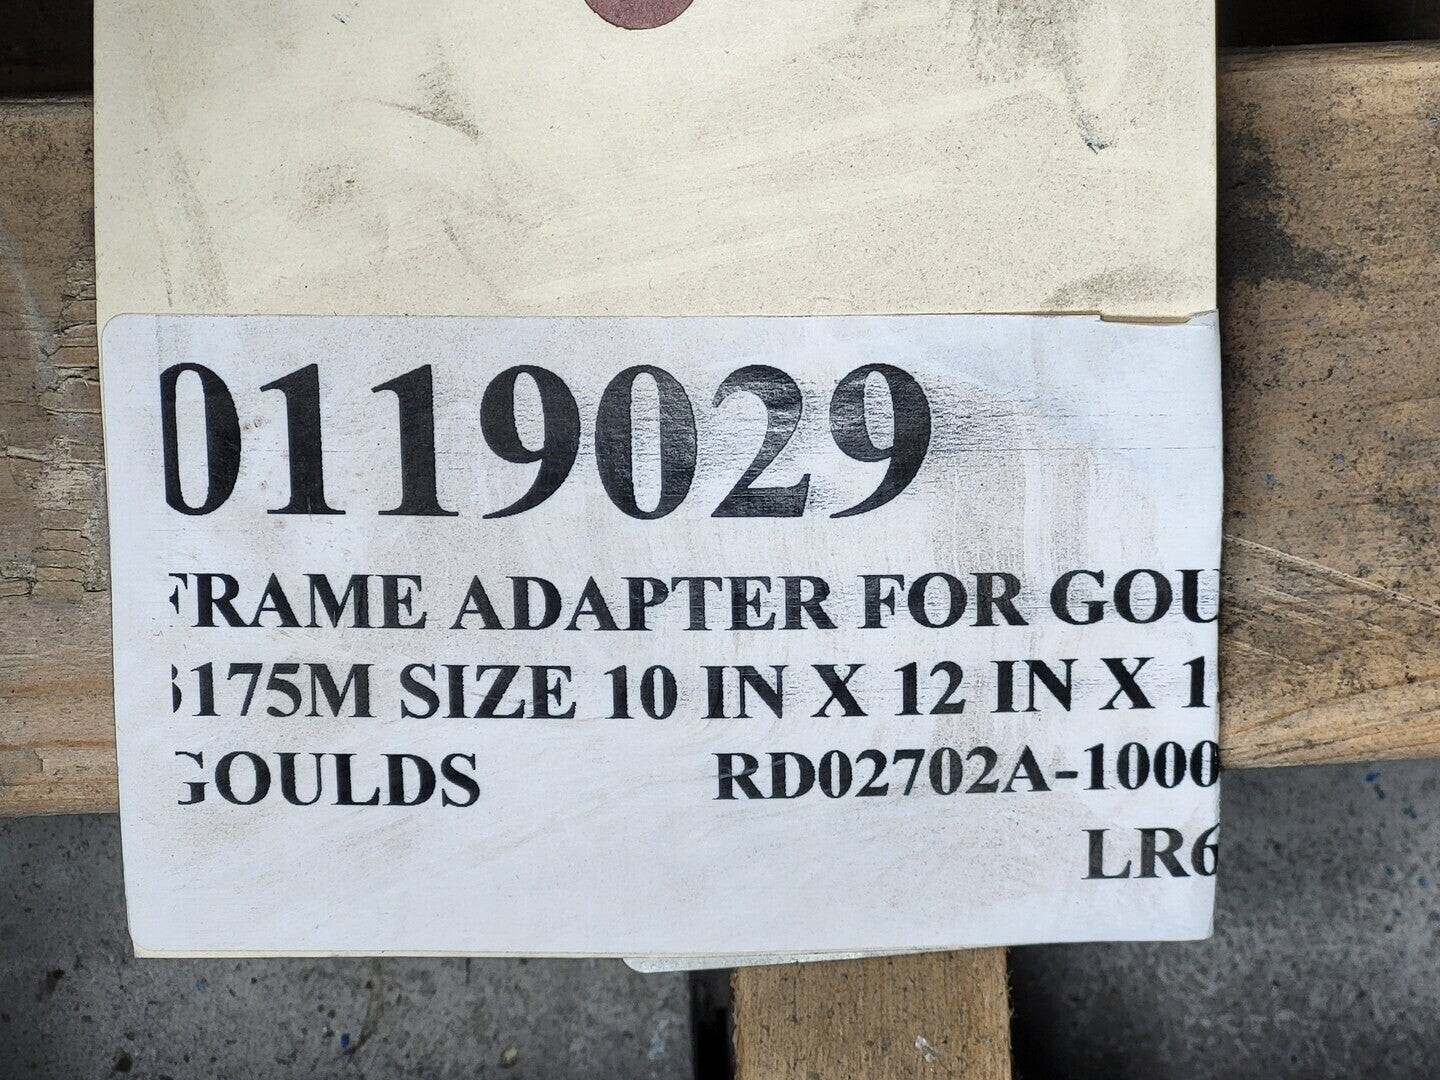 0119029
FRAME ADAPTER FOR GOU
3175M SIZE 10 IN X 12 IN X 1
GOULDS RD02702A-1000
LR6